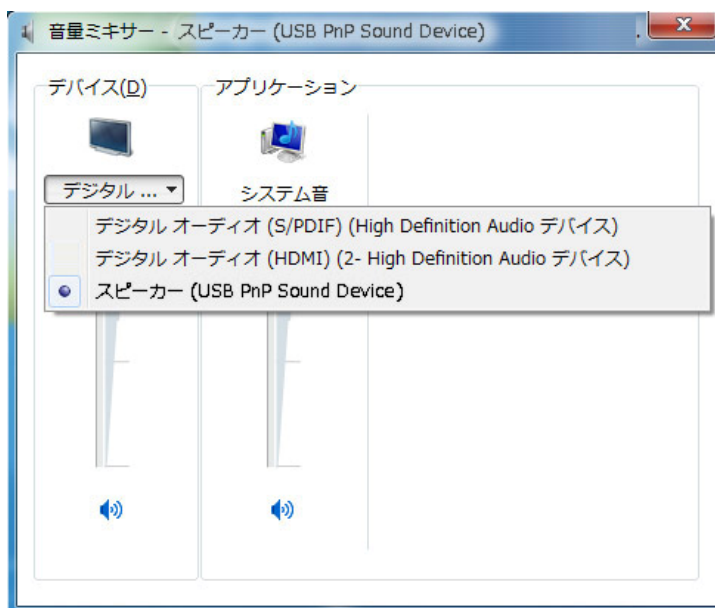 音量ミキサー - スピーカー (USB PnP Sound Device)
デバイス(D)
アプリケーション
デジタル ...
システム音
デジタル オーディオ (S/PDIF) (High Definition Audio デバイス)
デジタル オーディオ (HDMI) (2- High Definition Audio デバイス)
スピーカー (USB PnP Sound Device)